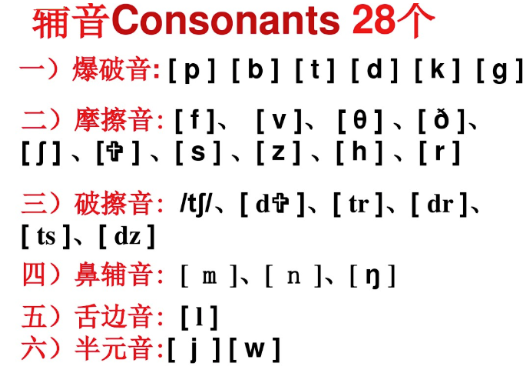 辅音Consonants 28个
一）爆破音: [ p ] [ b ] [ t ] [ d ] [ k ] [ g ]
二）摩擦音: [ f ]、 [ v ]、 [ θ ] 、[ ð ]、
[ ʃ ] 、[✞ ] 、[ s ] 、[ z ] 、[ h ] 、[ r ]
三）破擦音: /tʃ/、[ d✞ ]、[ tr ]、[ dr ]、
[ ts ]、[ dz ]
四）鼻辅音: [ m ]、[ n ]、[ ŋ ]
五）舌边音: [ l ]
六）半元音:[ j ] [ w ]